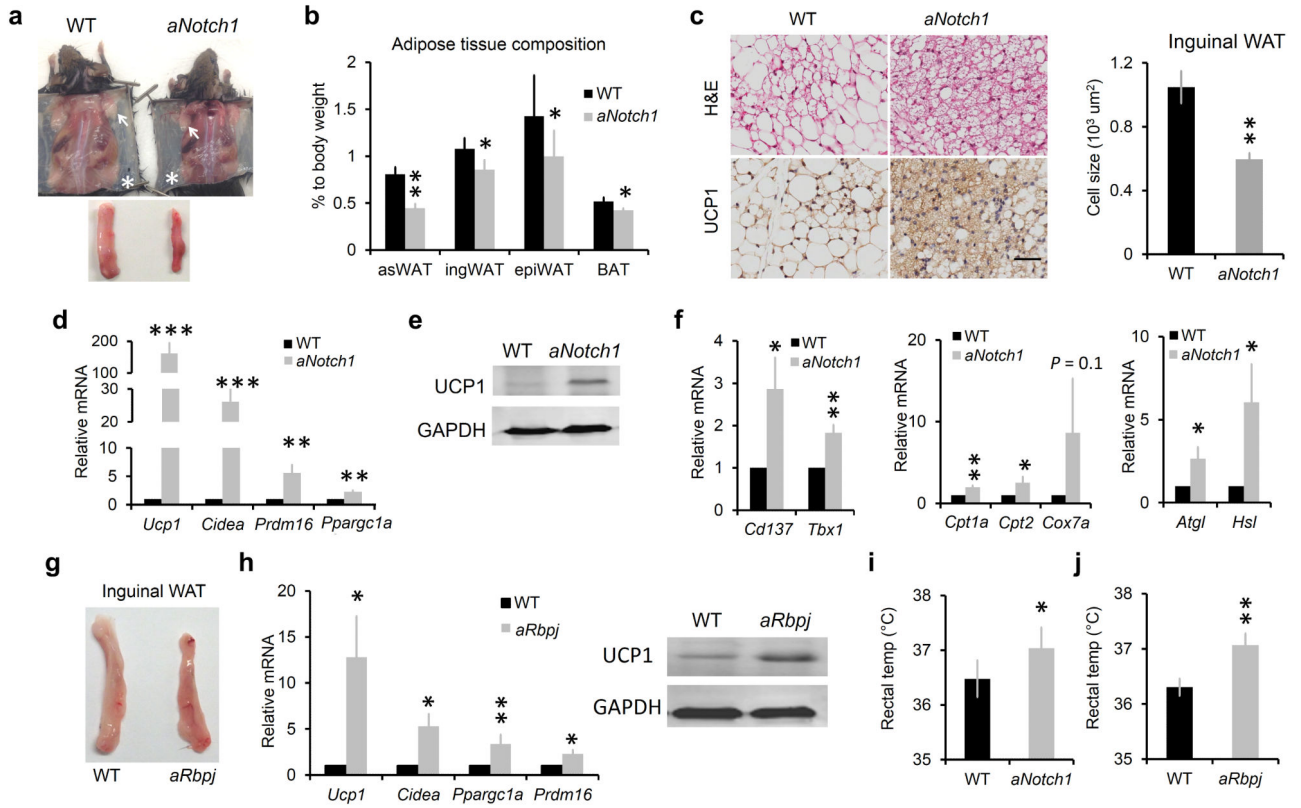 a
WT
aNotch1
*
*
b
Adipose tissue composition
WT
aNotch1
% to body weight
2
1.5
1
0.5
0
**
*
*
*
asWAT ingWAT epiWAT BAT
c
WT
aNotch1
H&E
UCP1
Inguinal WAT
Cell size (10³ um²)
1.2
0.9
0.6
0.3
0
**
WT aNotch1
d
WT
aNotch1
Relative mRNA
200
100
30
20
10
5
0
***
***
**
**
Ucp1 Cidea Prdm16 Ppargc1a
e
WT aNotch1
UCP1
GAPDH
f
WT
aNotch1
Relative mRNA
4
3
2
1
0
*
**
Cd137 Tbx1
WT
aNotch1
Relative mRNA
20
10
0
**
*
P = 0.1
Cpt1a Cpt2 Cox7a
WT
aNotch1
Relative mRNA
10
5
0
*
*
Atgl Hsl
g
Inguinal WAT
WT aRbpj
h
WT
aRbpj
Relative mRNA
20
15
10
5
0
*
*
**
*
Ucp1 Cidea Ppargc1a Prdm16
WT aRbpj
UCP1
GAPDH
i
Rectal temp (°C)
38
37
36
35
*
WT aNotch1
j
Rectal temp (°C)
38
37
36
35
**
WT aRbpj